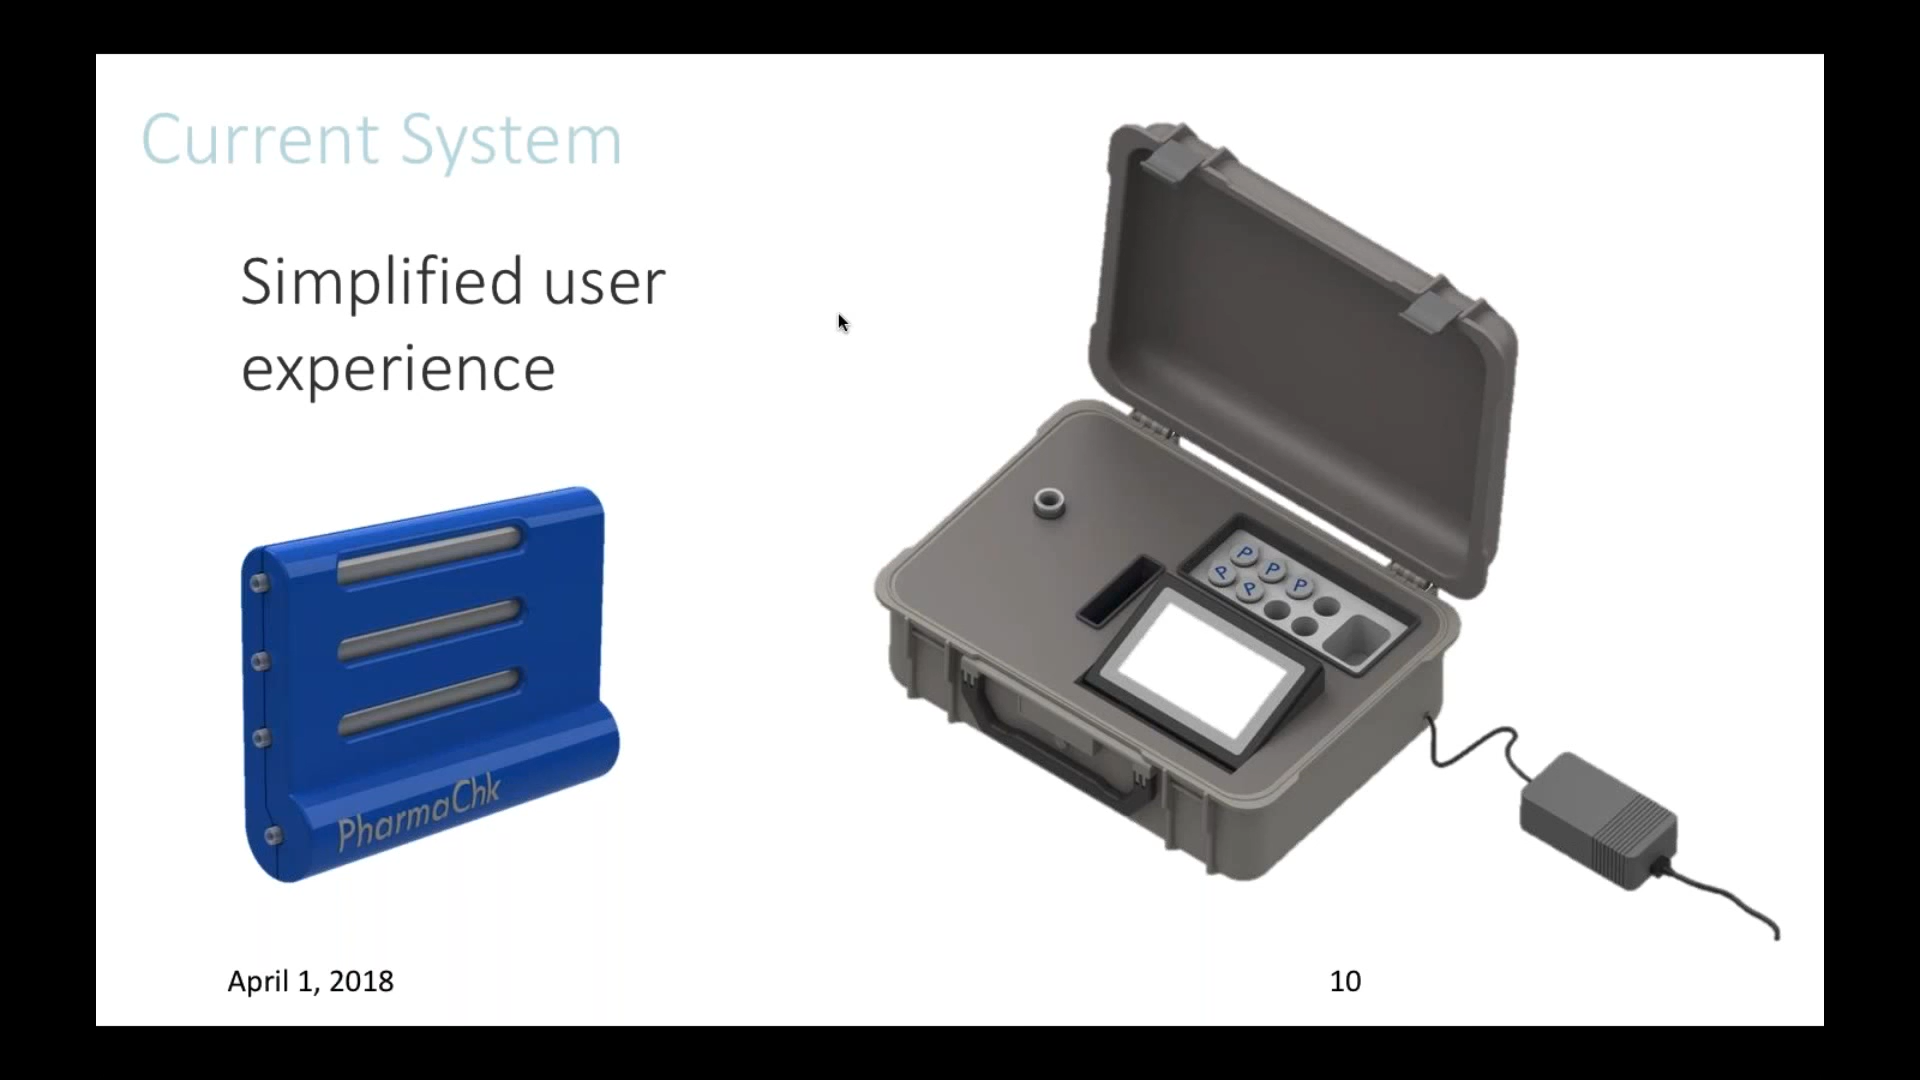 Current System
Simplified user
experience
PharmaChk
P P P
P P
April 1, 2018
10